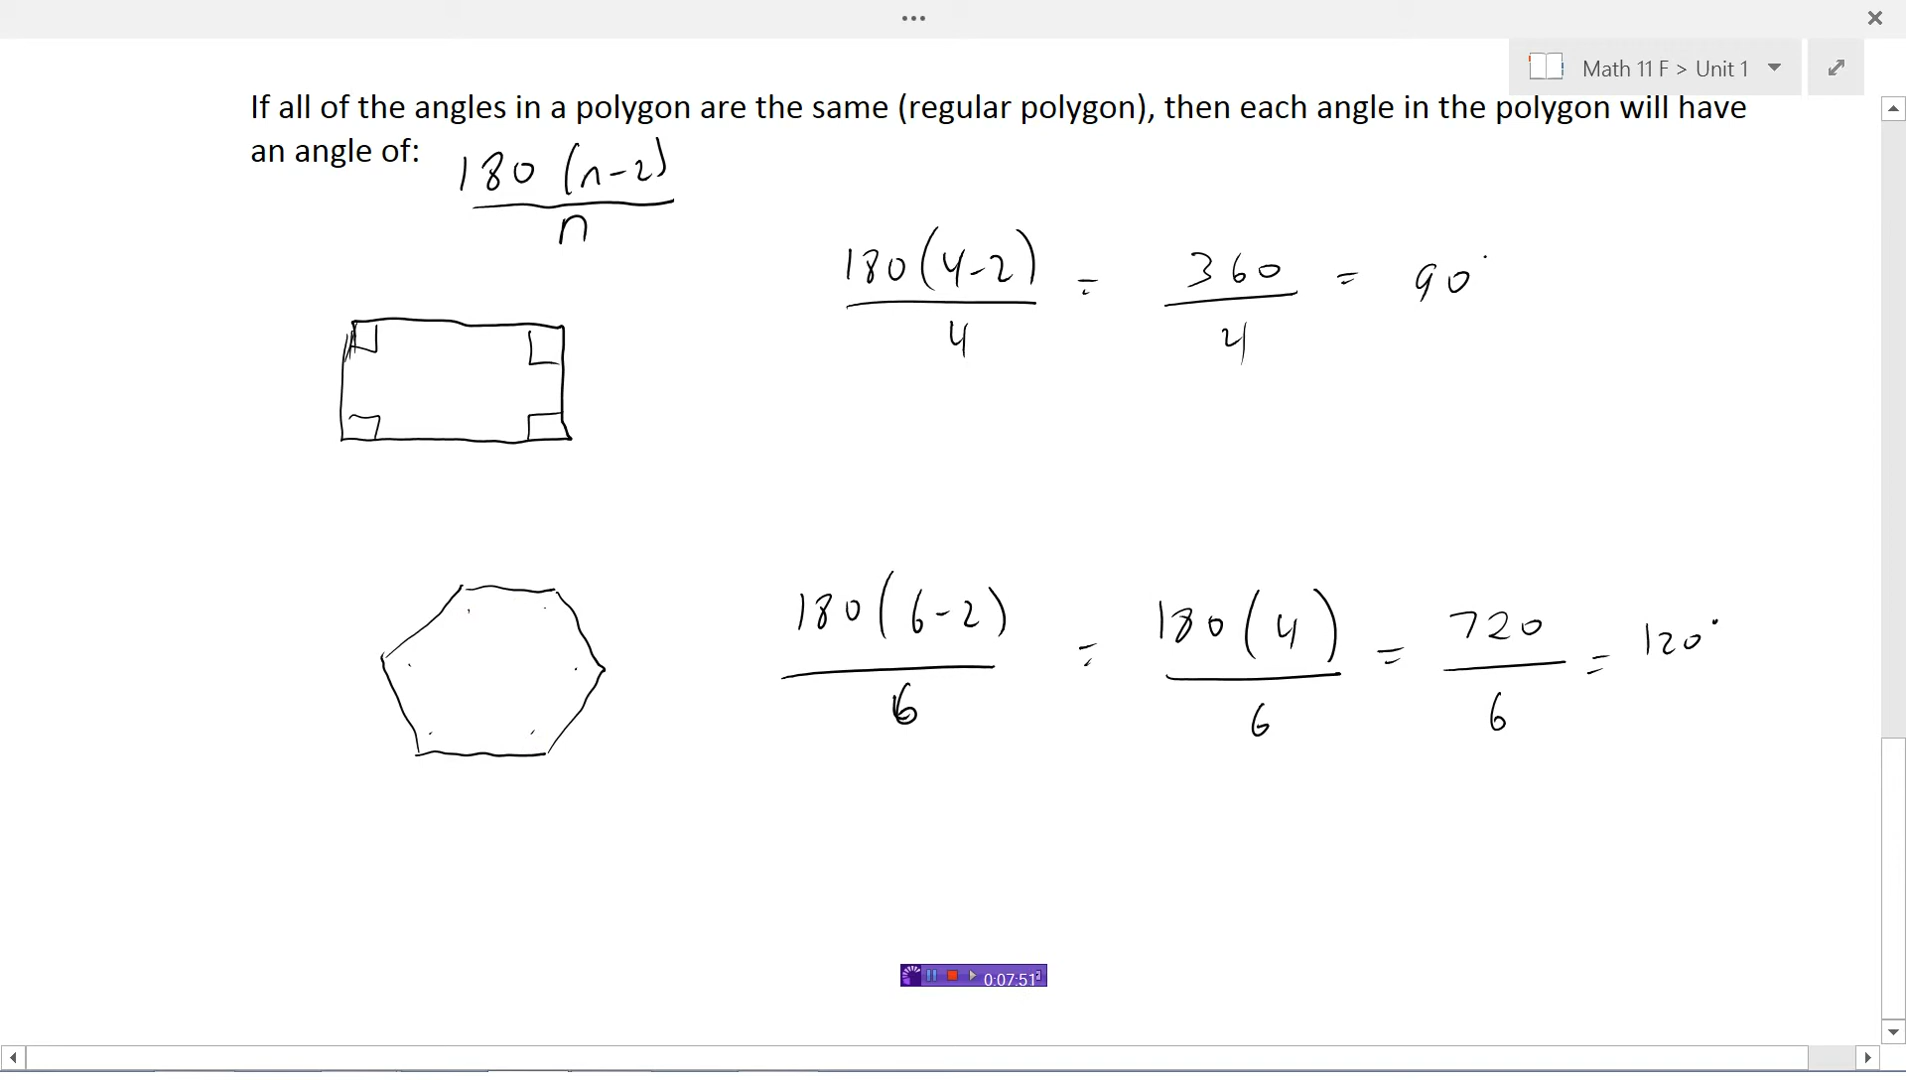 Math 11 F > Unit 1
If all of the angles in a polygon are the same (regular polygon), then each angle in the polygon will have
an angle of:
180 (n-2)
n
180(4-2) = 360 = 90°
4 4
180(6-2) = 180(4) = 720 = 120°
6 6 6
0:07:51